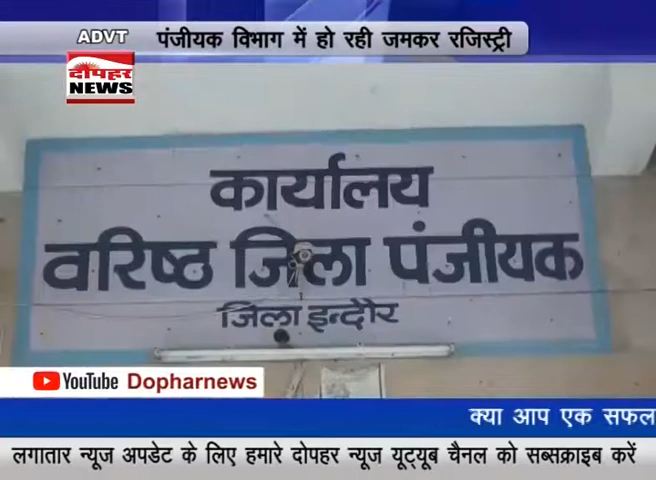 ADVT
पंजीयक विभाग में हो रही जमकर रजिस्ट्री
दोपहर
NEWS
कार्यालय
वरिष्ठ जिला पंजीयक
जिला इन्दौर
YouTube Dopharnews
क्या आप एक सफल
लगातार न्यूज अपडेट के लिए हमारे दोपहर न्यूज यूट्यूब चैनल को सब्सक्राइब करें